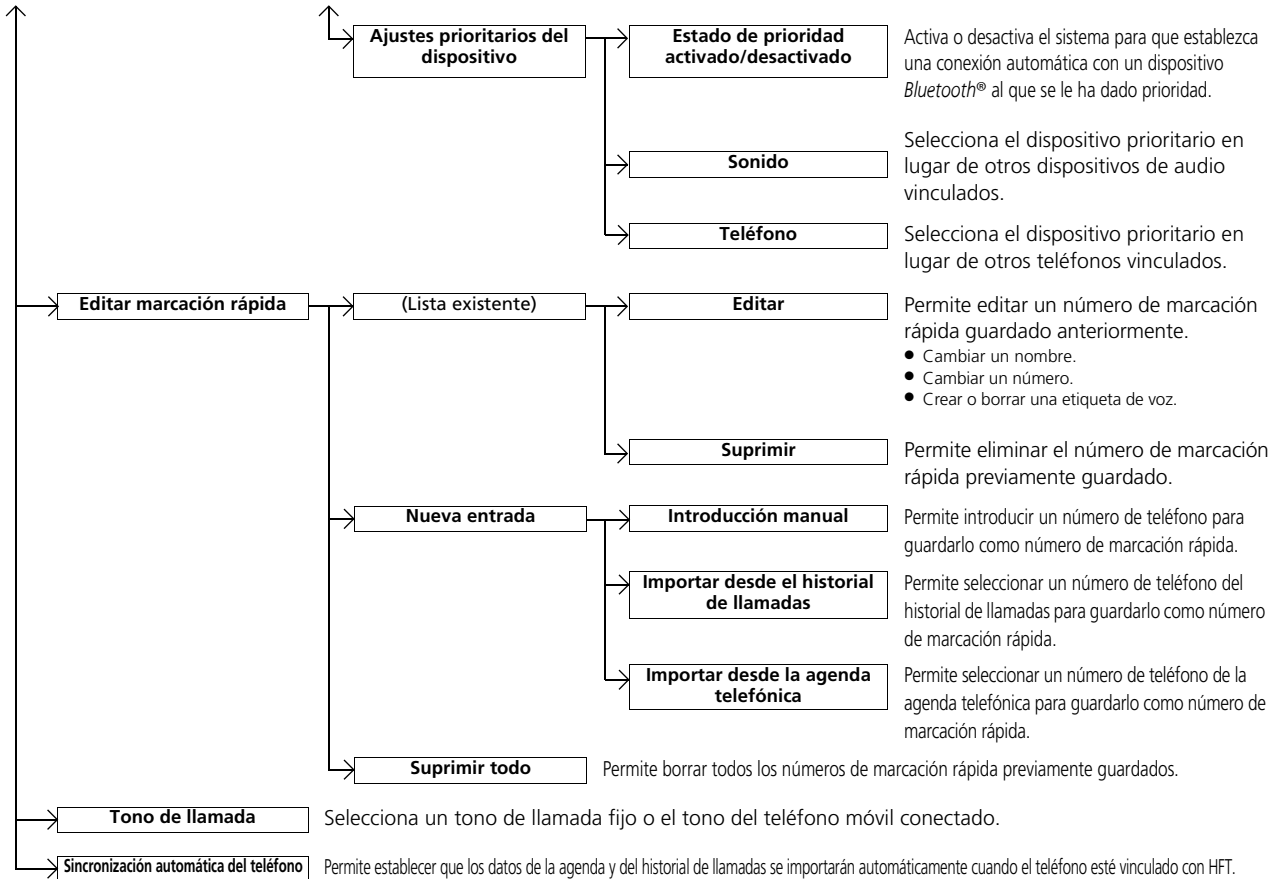 Ajustes prioritarios del
dispositivo
Estado de prioridad
activado/desactivado
Activa o desactiva el sistema para que establezca
una conexión automática con un dispositivo
Bluetooth® al que se le ha dado prioridad.
Sonido
Selecciona el dispositivo prioritario en
lugar de otros dispositivos de audio
vinculados.
Teléfono
Selecciona el dispositivo prioritario en
lugar de otros teléfonos vinculados.
Editar marcación rápida
(Lista existente)
Editar
Permite editar un número de marcación
rápida guardado anteriormente.
● Cambiar un nombre.
● Cambiar un número.
● Crear o borrar una etiqueta de voz.
Suprimir
Permite eliminar el número de marcación
rápida previamente guardado.
Nueva entrada
Introducción manual
Permite introducir un número de teléfono para
guardarlo como número de marcación rápida.
Importar desde el historial
de llamadas
Permite seleccionar un número de teléfono del
historial de llamadas para guardarlo como número
de marcación rápida.
Importar desde la agenda
telefónica
Permite seleccionar un número de teléfono de la
agenda telefónica para guardarlo como número de
marcación rápida.
Suprimir todo
Permite borrar todos los números de marcación rápida previamente guardados.
Tono de llamada
Selecciona un tono de llamada fijo o el tono del teléfono móvil conectado.
Sincronización automática del teléfono
Permite establecer que los datos de la agenda y del historial de llamadas se importarán automáticamente cuando el teléfono esté vinculado con HFT.